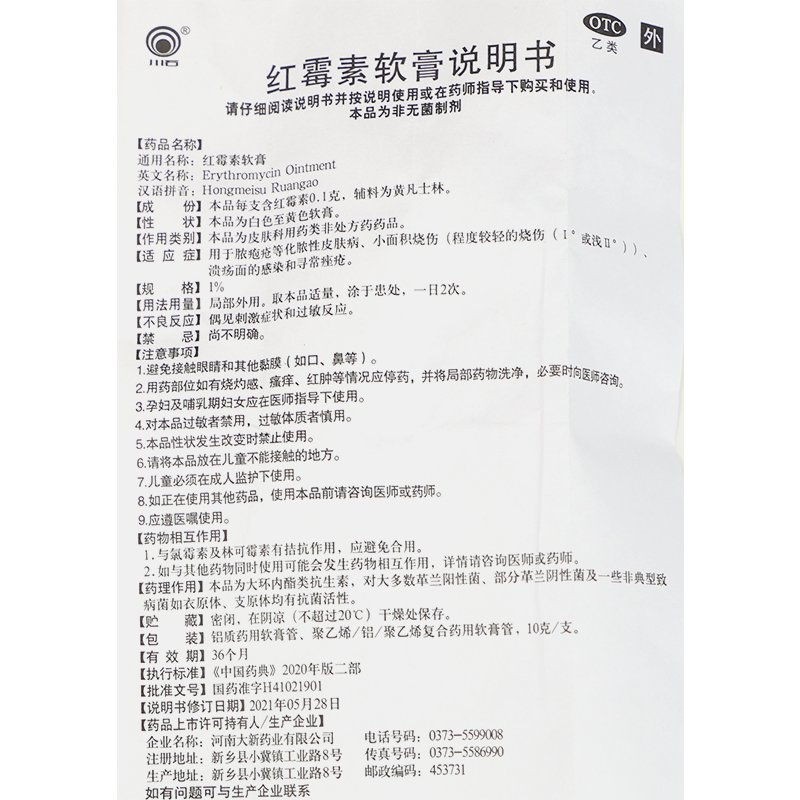 川石®
OTC
乙类
外
红霉素软膏说明书
请仔细阅读说明书并按说明使用或在药师指导下购买和使用。
本品为非无菌制剂
【药品名称】
通用名称：红霉素软膏
英文名称：Erythromycin Ointment
汉语拼音：Hongmeisu Ruangao
【成 份】本品每支含红霉素0.1克，辅料为黄凡士林。
【性 状】本品为白色至黄色软膏。
【作用类别】本品为皮肤科用药类非处方药药品。
【适 应 症】用于脓疱疮等化脓性皮肤病、小面积烧伤（程度较轻的烧伤（Ⅰ°或浅Ⅱ°））、
溃疡面的感染和寻常痤疮。
【规 格】1%
【用法用量】局部外用。取本品适量，涂于患处，一日2次。
【不良反应】偶见刺激症状和过敏反应。
【禁 忌】尚不明确。
【注意事项】
1.避免接触眼睛和其他黏膜（如口、鼻等）。
2.用药部位如有烧灼感、瘙痒、红肿等情况应停药，并将局部药物洗净，必要时向医师咨询。
3.孕妇及哺乳期妇女应在医师指导下使用。
4.对本品过敏者禁用，过敏体质者慎用。
5.本品性状发生改变时禁止使用。
6.请将本品放在儿童不能接触的地方。
7.儿童必须在成人监护下使用。
8.如正在使用其他药品，使用本品前请咨询医师或药师。
9.应遵医嘱使用。
【药物相互作用】
1.与氯霉素及林可霉素有拮抗作用，应避免合用。
2.如与其他药物同时使用可能会发生药物相互作用，详情请咨询医师或药师。
【药理作用】本品为大环内酯类抗生素，对大多数革兰阳性菌、部分革兰阴性菌及一些非典型致
病菌如衣原体、支原体均有抗菌活性。
【贮 藏】密闭，在阴凉（不超过20℃）干燥处保存。
【包 装】铝质药用软膏管、聚乙烯/铝/聚乙烯复合药用软膏管，10克/支。
【有 效 期】36个月
【执行标准】《中国药典》2020年版二部
【批准文号】国药准字H41021901
【说明书修订日期】2021年05月28日
【药品上市许可持有人/生产企业】
企业名称：河南大新药业有限公司 电话号码：0373-5599008
注册地址：新乡县小冀镇工业路8号 传真号码：0373-5586990
生产地址：新乡县小冀镇工业路8号 邮政编码：453731
如有问题可与生产企业联系